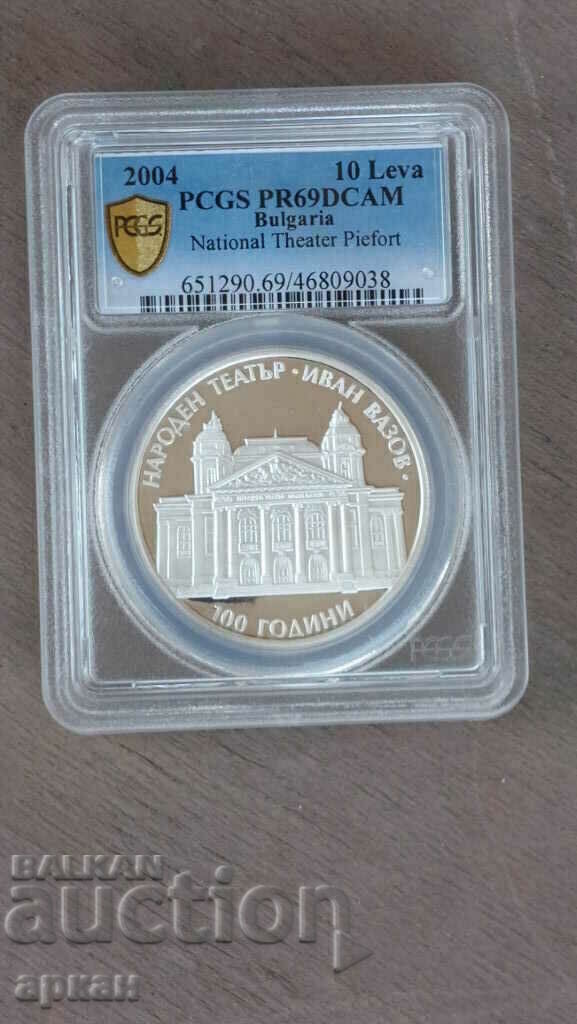 2004 10 Leva
PCGS PR69DCAM
Bulgaria
National Theater Piefort
651290.69/46809038
PCGS
НАРОДЕН ТЕАТЪР · ИВАН ВАЗОВ ·
100 ГОДИНИ
PCGS
БALKAN
auction
аркан